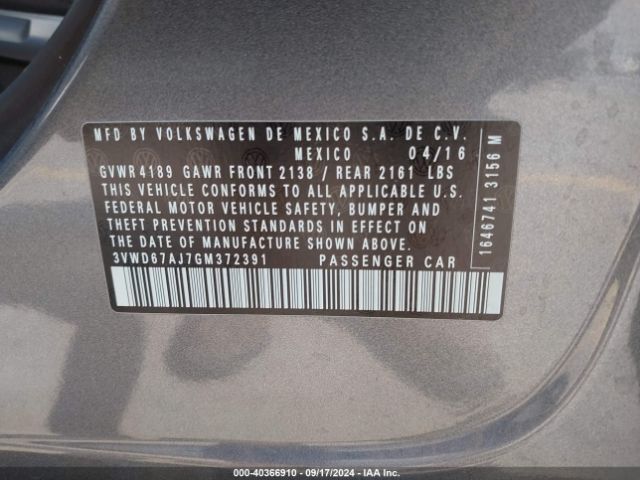 MFD BY VOLKSWAGEN DE MEXICO S.A. DE C.V.
MEXICO 04/16
GVWR 4189 GAWR FRONT 2138 / REAR 2161 LBS
THIS VEHICLE CONFORMS TO ALL APPLICABLE U.S.
FEDERAL MOTOR VEHICLE SAFETY, BUMPER AND
THEFT PREVENTION STANDARDS IN EFFECT ON
THE DATE OF MANUFACTURE SHOWN ABOVE.
3VWD67AJ7GM372391 PASSENGER CAR
1646741 3156 M
000-40366910 - 09/17/2024 - IAA Inc.